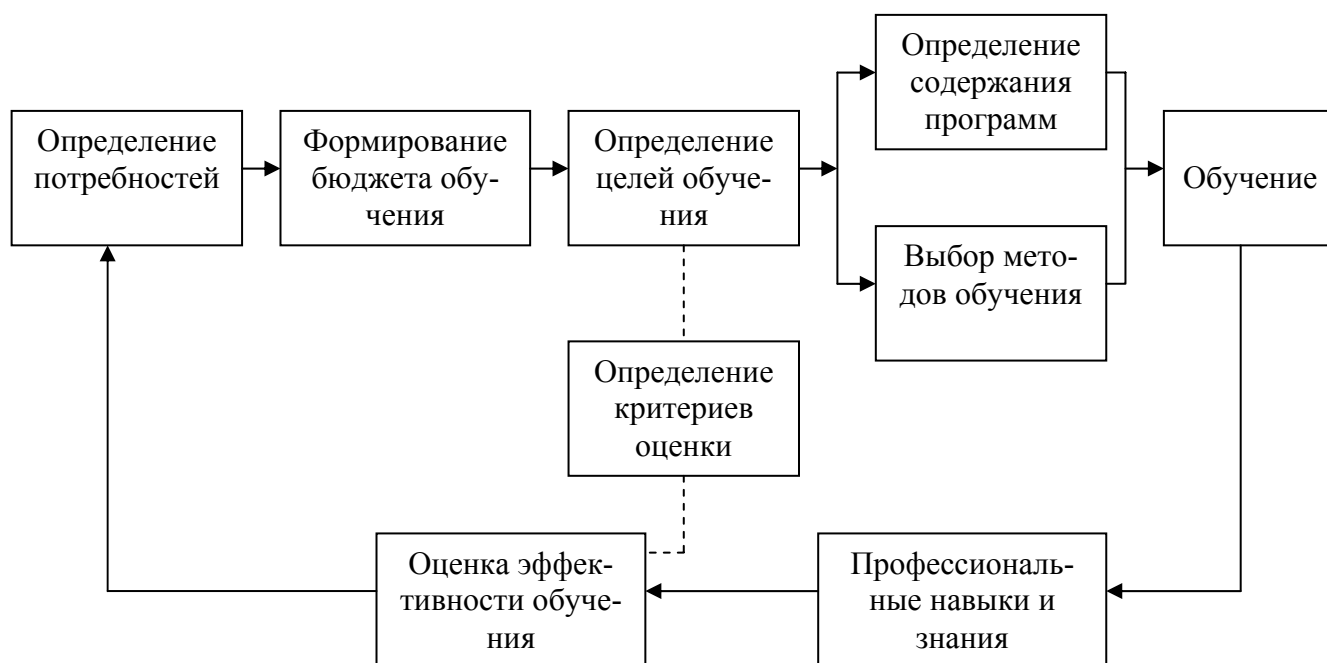 Определение
потребностей
Формирование
бюджета обу-
чения
Определение
целей обуче-
ния
Определение
содержания
программ
Выбор мето-
дов обучения
Обучение
Определение
критериев
оценки
Оценка эффек-
тивности обуче-
ния
Профессиональ-
ные навыки и
знания